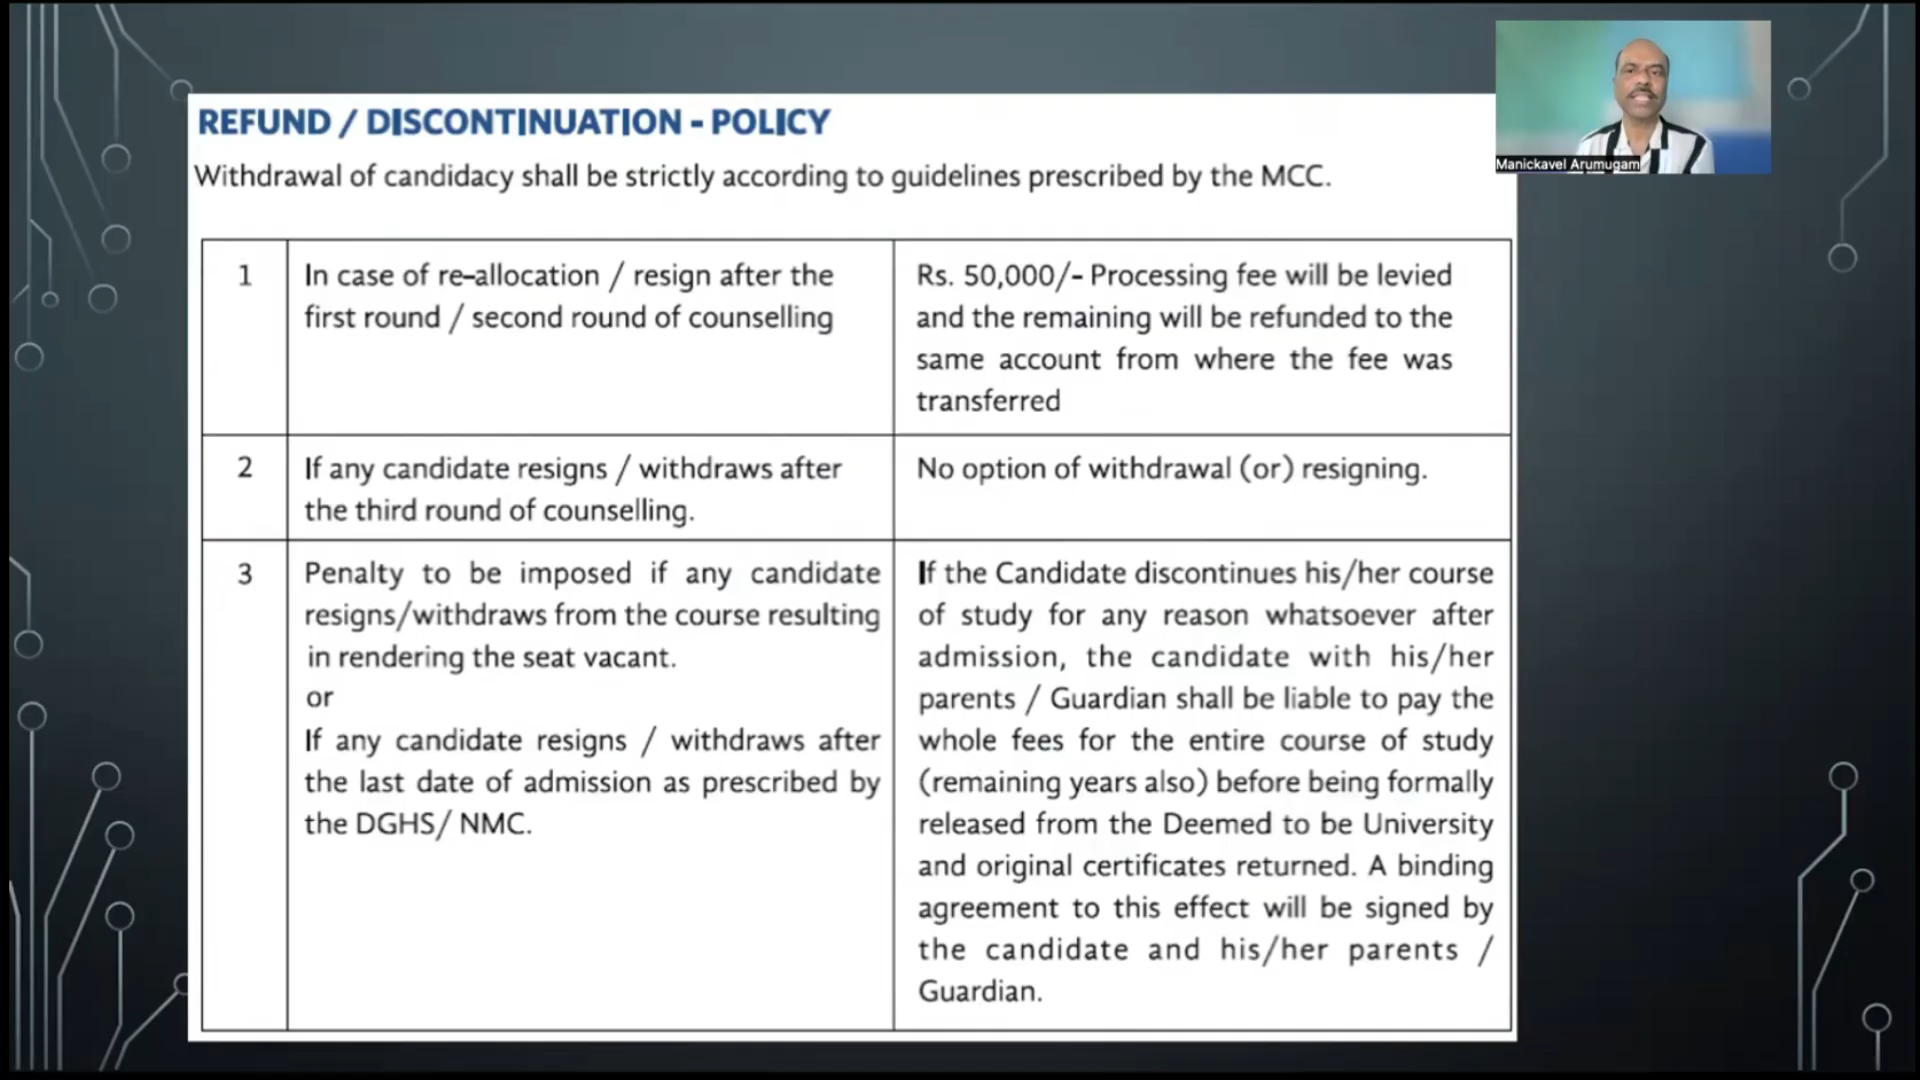 REFUND / DISCONTINUATION - POLICY
Withdrawal of candidacy shall be strictly according to guidelines prescribed by the MCC.
1
In case of re-allocation / resign after the
first round / second round of counselling
Rs. 50,000/- Processing fee will be levied
and the remaining will be refunded to the
same account from where the fee was
transferred
2
If any candidate resigns / withdraws after
the third round of counselling.
No option of withdrawal (or) resigning.
3
Penalty to be imposed if any candidate
resigns/withdraws from the course resulting
in rendering the seat vacant.
or
If any candidate resigns / withdraws after
the last date of admission as prescribed by
the DGHS/ NMC.
If the Candidate discontinues his/her course
of study for any reason whatsoever after
admission, the candidate with his/her
parents / Guardian shall be liable to pay the
whole fees for the entire course of study
(remaining years also) before being formally
released from the Deemed to be University
and original certificates returned. A binding
agreement to this effect will be signed by
the candidate and his/her parents /
Guardian.
Manickavel Arumugam